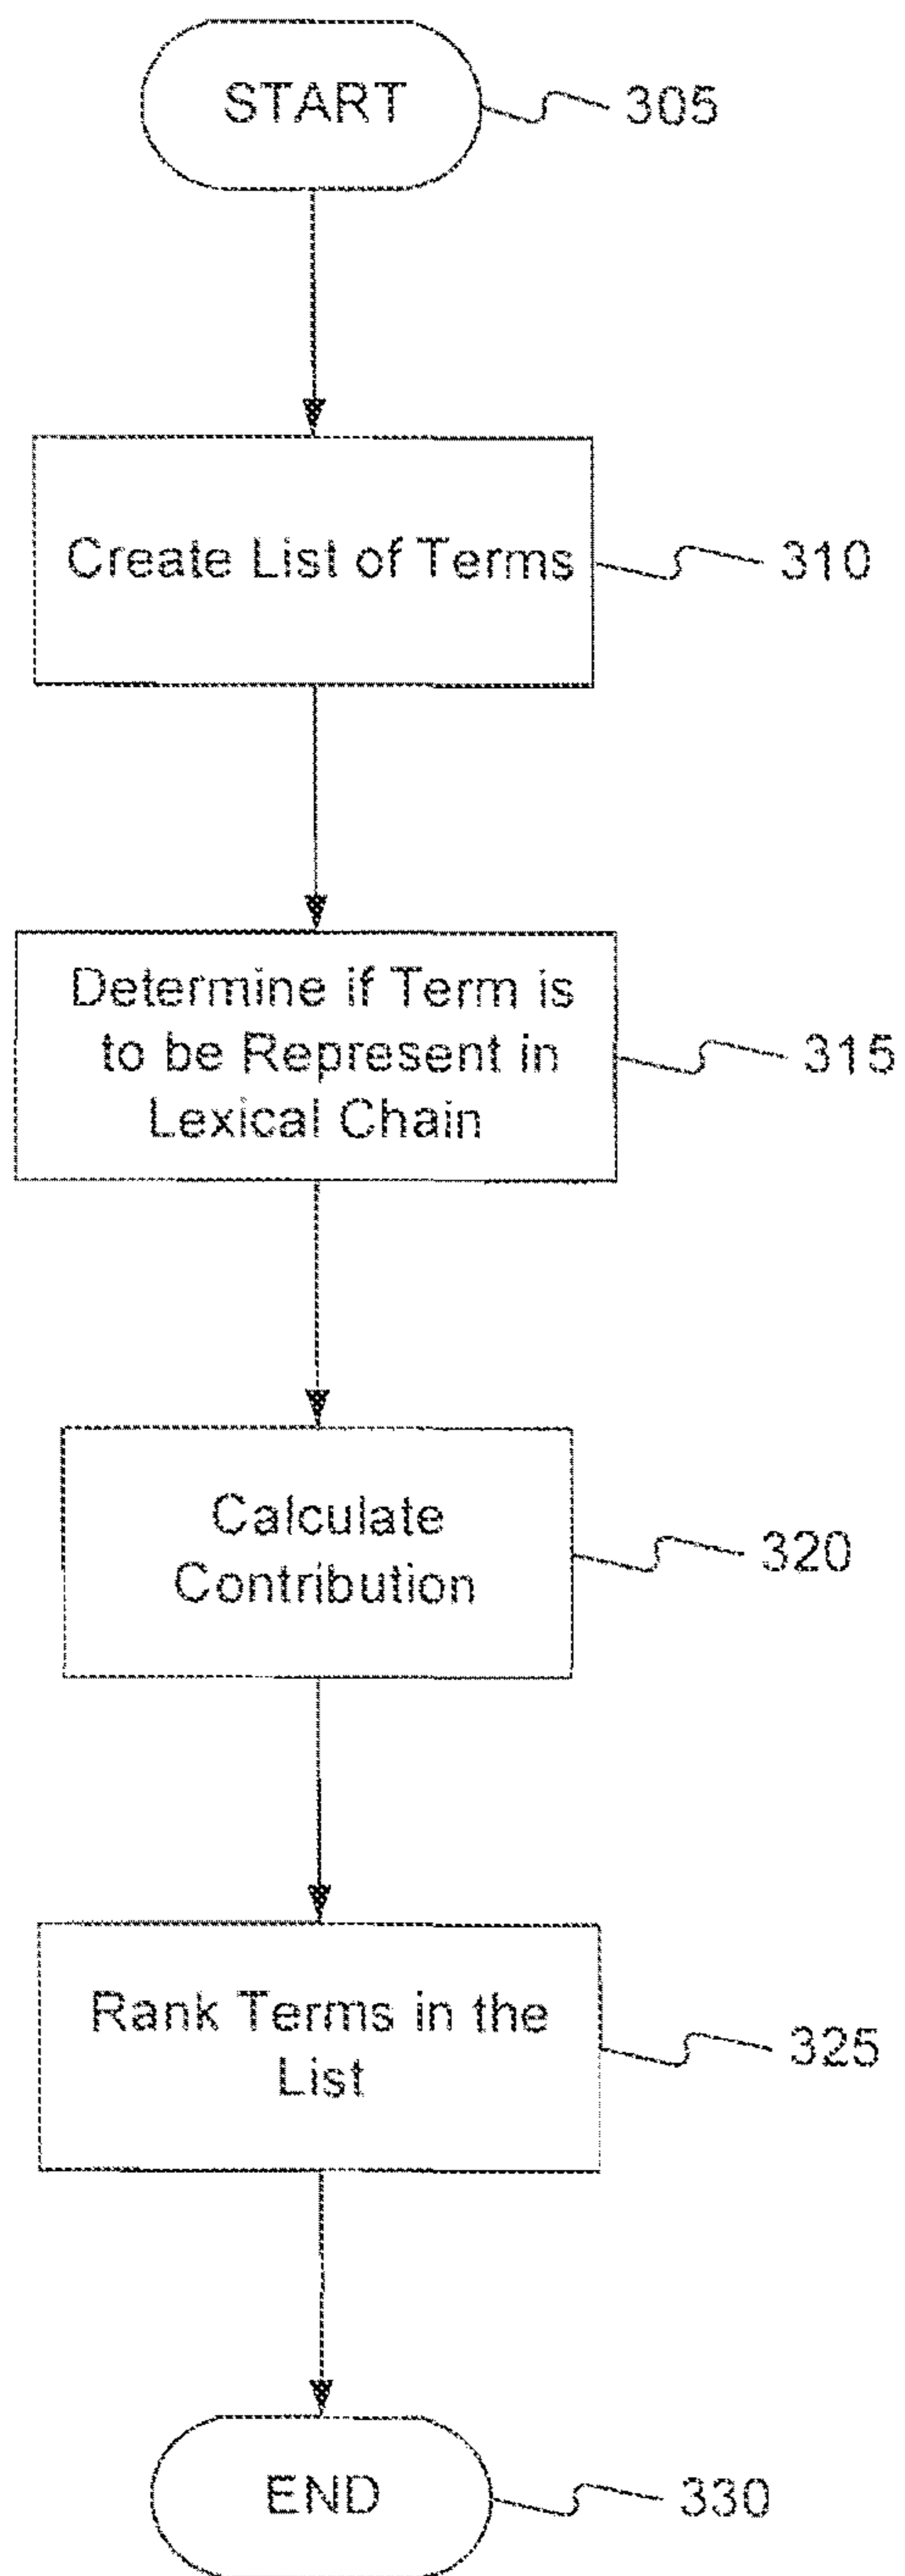 START
305
Create List of Terms
310
Determine if Term is
to be Represent in
Lexical Chain
315
Calculate
Contribution
320
Rank Terms in the
List
325
END
330